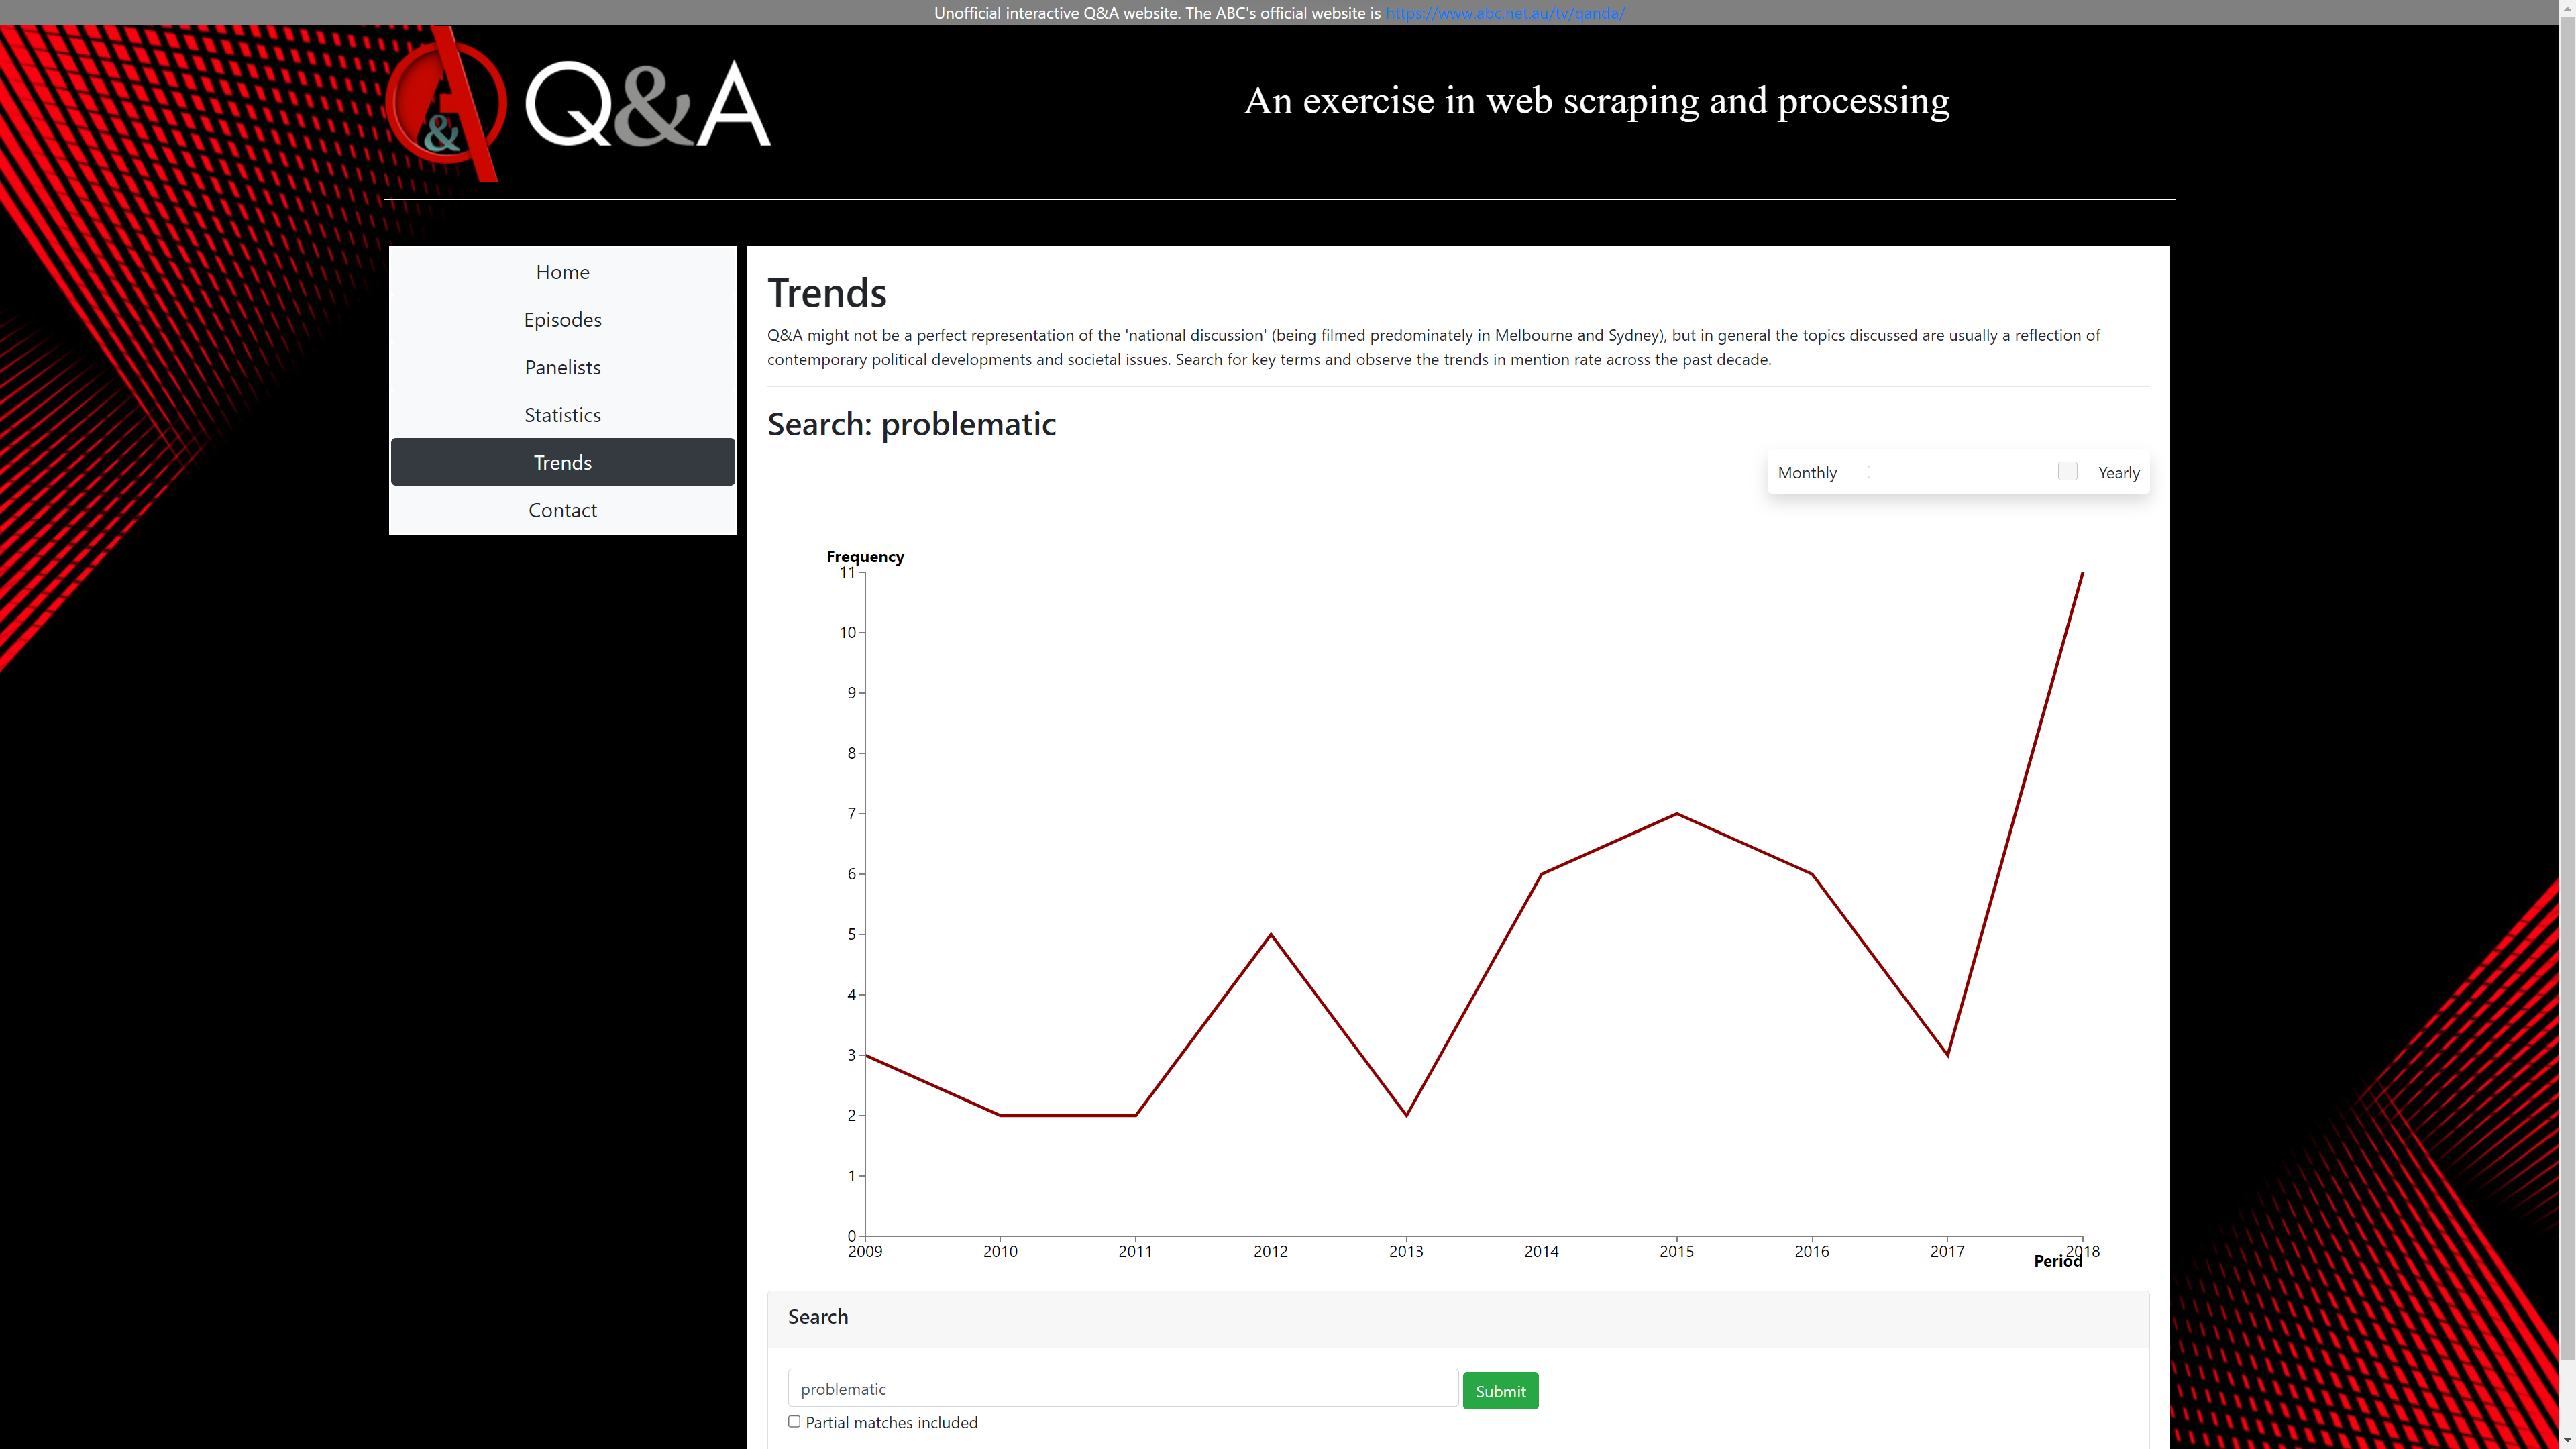 Unofficial interactive Q&A website. The ABC's official website is https://www.abc.net.au/tv/qanda/
Q&A
An exercise in web scraping and processing
Home
Episodes
Panelists
Statistics
Trends
Contact
Trends
Q&A might not be a perfect representation of the 'national discussion' (being filmed predominately in Melbourne and Sydney), but in general the topics discussed are usually a reflection of
contemporary political developments and societal issues. Search for key terms and observe the trends in mention rate across the past decade.
Search: problematic
Monthly Yearly
Frequency
11
10
9
8
7
6
5
4
3
2
1
0
2009 2010 2011 2012 2013 2014 2015 2016 2017 2018
Period
Search
problematic Submit
Partial matches included